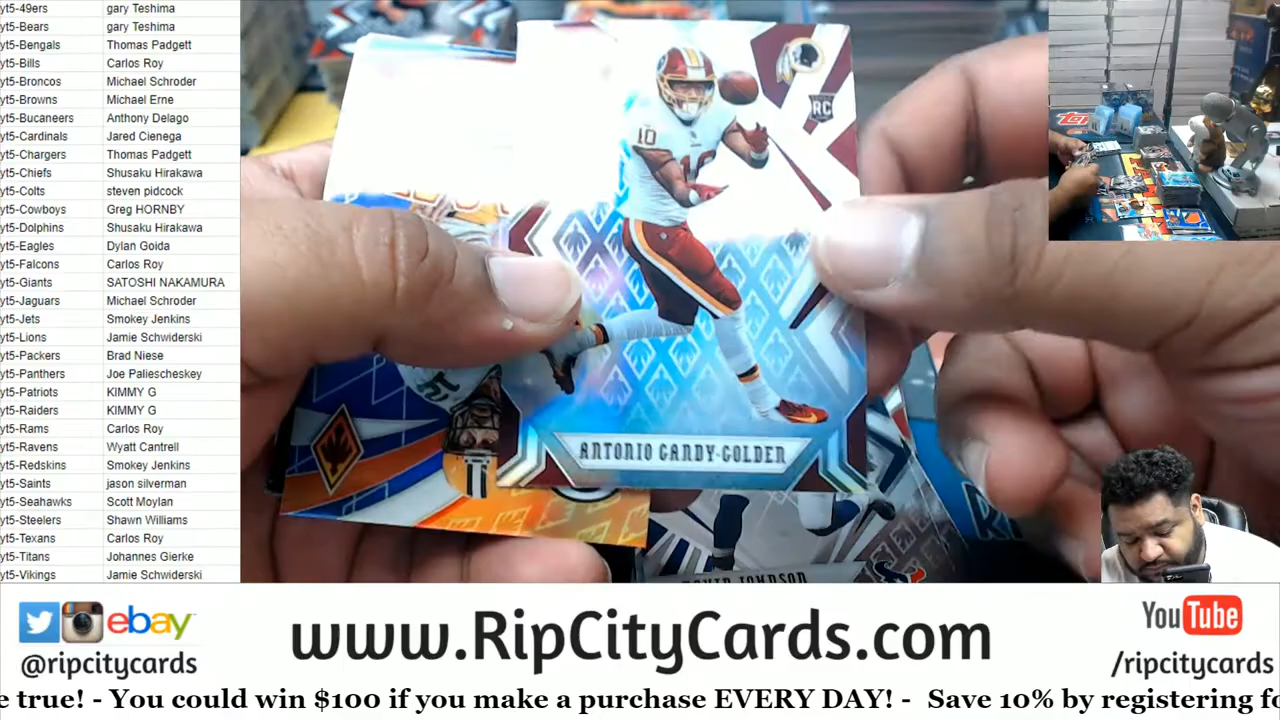 yt5-49ers gary Teshima
yt5-Bears gary Teshima
yt5-Bengals Thomas Padgett
yt5-Bills Carlos Roy
yt5-Broncos Michael Schroder
yt5-Browns Michael Erne
yt5-Bucaneers Anthony Delago
yt5-Cardinals Jared Cienega
yt5-Chargers Thomas Padgett
yt5-Chiefs Shusaku Hirakawa
yt5-Colts steven pidcock
yt5-Cowboys Greg HORNBY
yt5-Dolphins Shusaku Hirakawa
yt5-Eagles Dylan Goida
yt5-Falcons Carlos Roy
yt5-Giants SATOSHI NAKAMURA
yt5-Jaguars Michael Schroder
yt5-Jets Smokey Jenkins
yt5-Lions Jamie Schwiderski
yt5-Packers Brad Niese
yt5-Panthers Joe Paliescheskey
yt5-Patriots KIMMY G
yt5-Raiders KIMMY G
yt5-Rams Carlos Roy
yt5-Ravens Wyatt Cantrell
yt5-Redskins Smokey Jenkins
yt5-Saints jason silverman
yt5-Seahawks Scott Moylan
yt5-Steelers Shawn Williams
yt5-Texans Carlos Roy
yt5-Titans Johannes Gierke
yt5-Vikings Jamie Schwiderski
RC
10
10
ANTONIO GANDY-GOLDEN
JOHNSON
ebay
@ripcitycards
www.RipCityCards.com
YouTube
/ripcitycards
e true! - You could win $100 if you make a purchase EVERY DAY! - Save 10% by registering fo